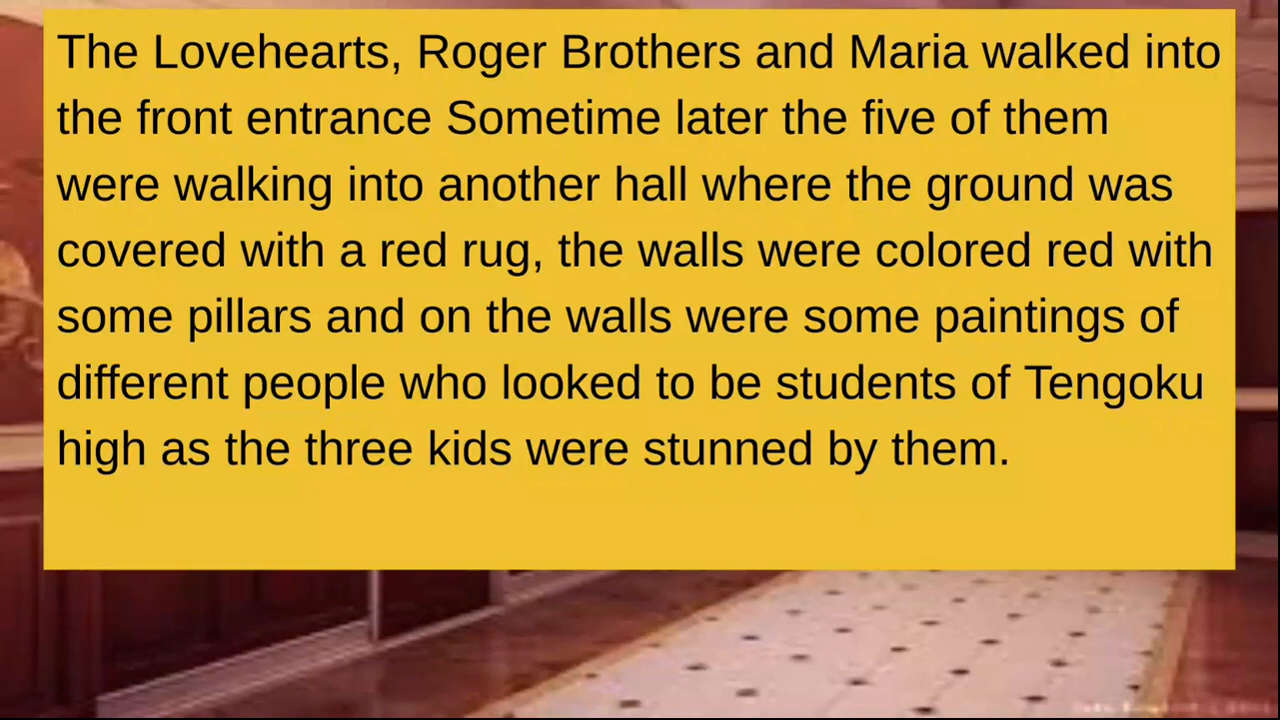 The Lovehearts, Roger Brothers and Maria walked into
the front entrance Sometime later the five of them
were walking into another hall where the ground was
covered with a red rug, the walls were colored red with
some pillars and on the walls were some paintings of
different people who looked to be students of Tengoku
high as the three kids were stunned by them.